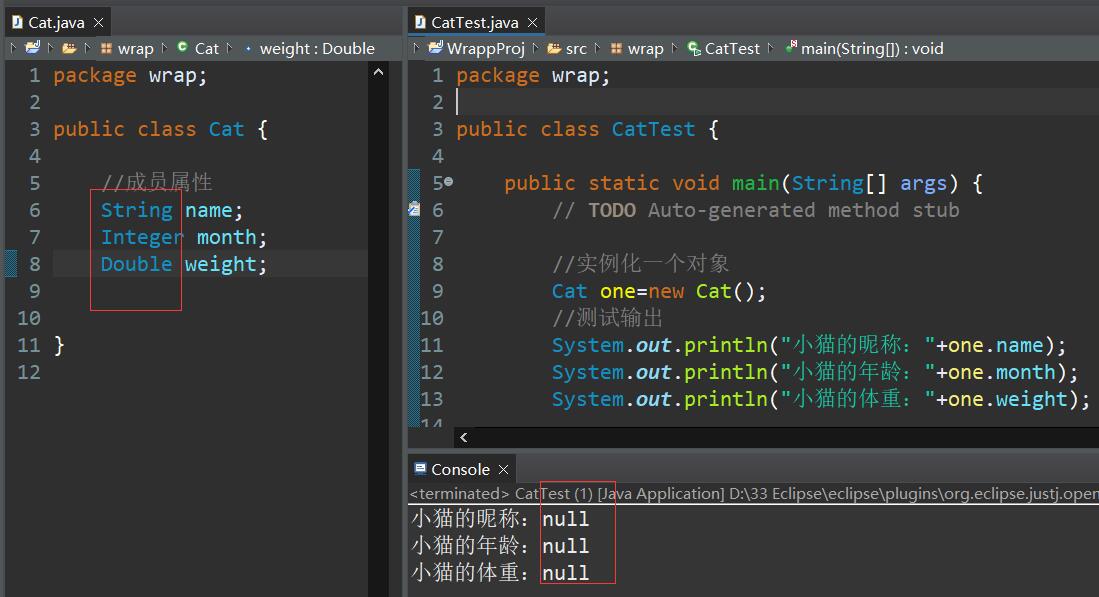 Cat.java
wrap Cat weight : Double
1 package wrap;
2
3 public class Cat {
4
5 //成员属性
6 String name;
7 Integer month;
8 Double weight;
9
10
11 }
12
CatTest.java
WrappProj src wrap CatTest main(String[]) : void
1 package wrap;
2
3 public class CatTest {
4
5 public static void main(String[] args) {
6 // TODO Auto-generated method stub
7
8 //实例化一个对象
9 Cat one=new Cat();
10 //测试输出
11 System.out.println("小猫的昵称："+one.name);
12 System.out.println("小猫的年龄："+one.month);
13 System.out.println("小猫的体重："+one.weight);
14
Console
<terminated> CatTest (1) [Java Application] D:\33 Eclipse\eclipse\plugins\org.eclipse.justj.open
小猫的昵称：null
小猫的年龄：null
小猫的体重：null